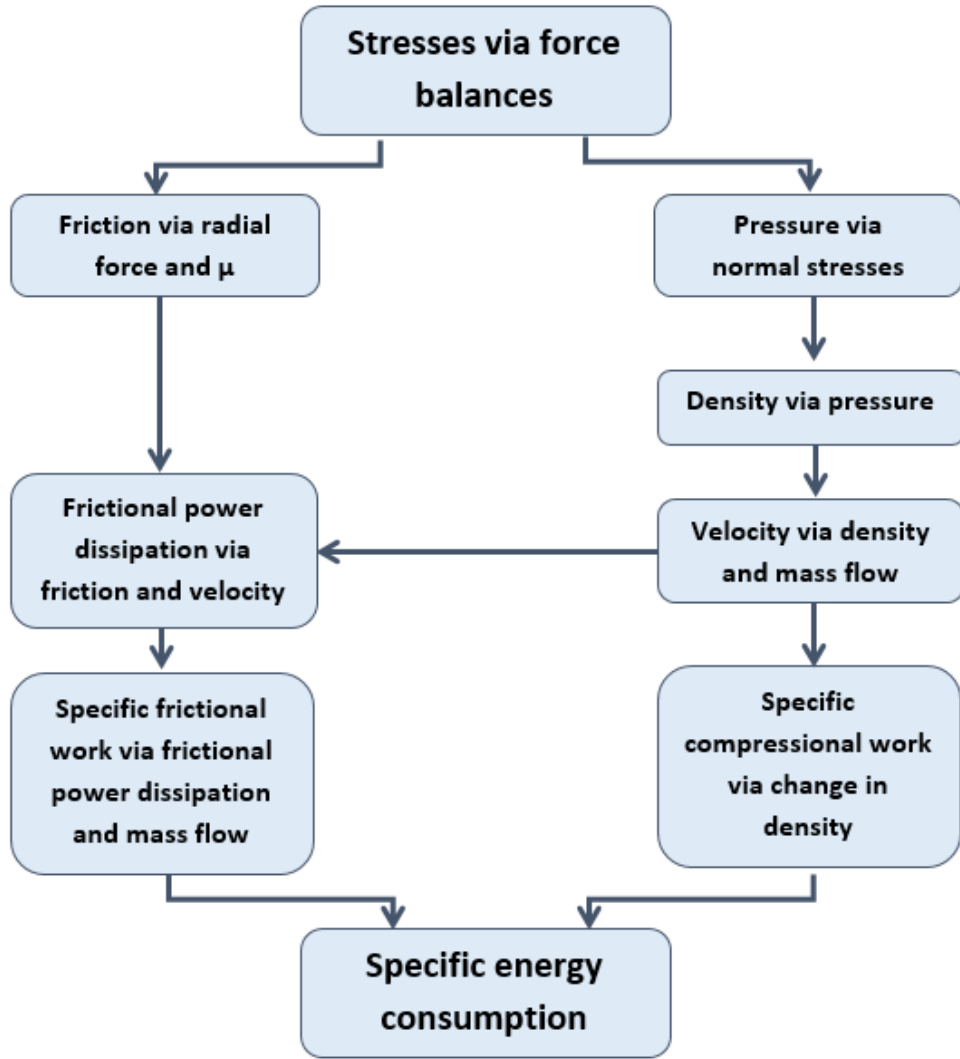 Stresses via force
balances
Friction via radial
force and μ
Pressure via
normal stresses
Density via pressure
Frictional power
dissipation via
friction and velocity
Velocity via density
and mass flow
Specific frictional
work via frictional
power dissipation
and mass flow
Specific
compressional work
via change in
density
Specific energy
consumption